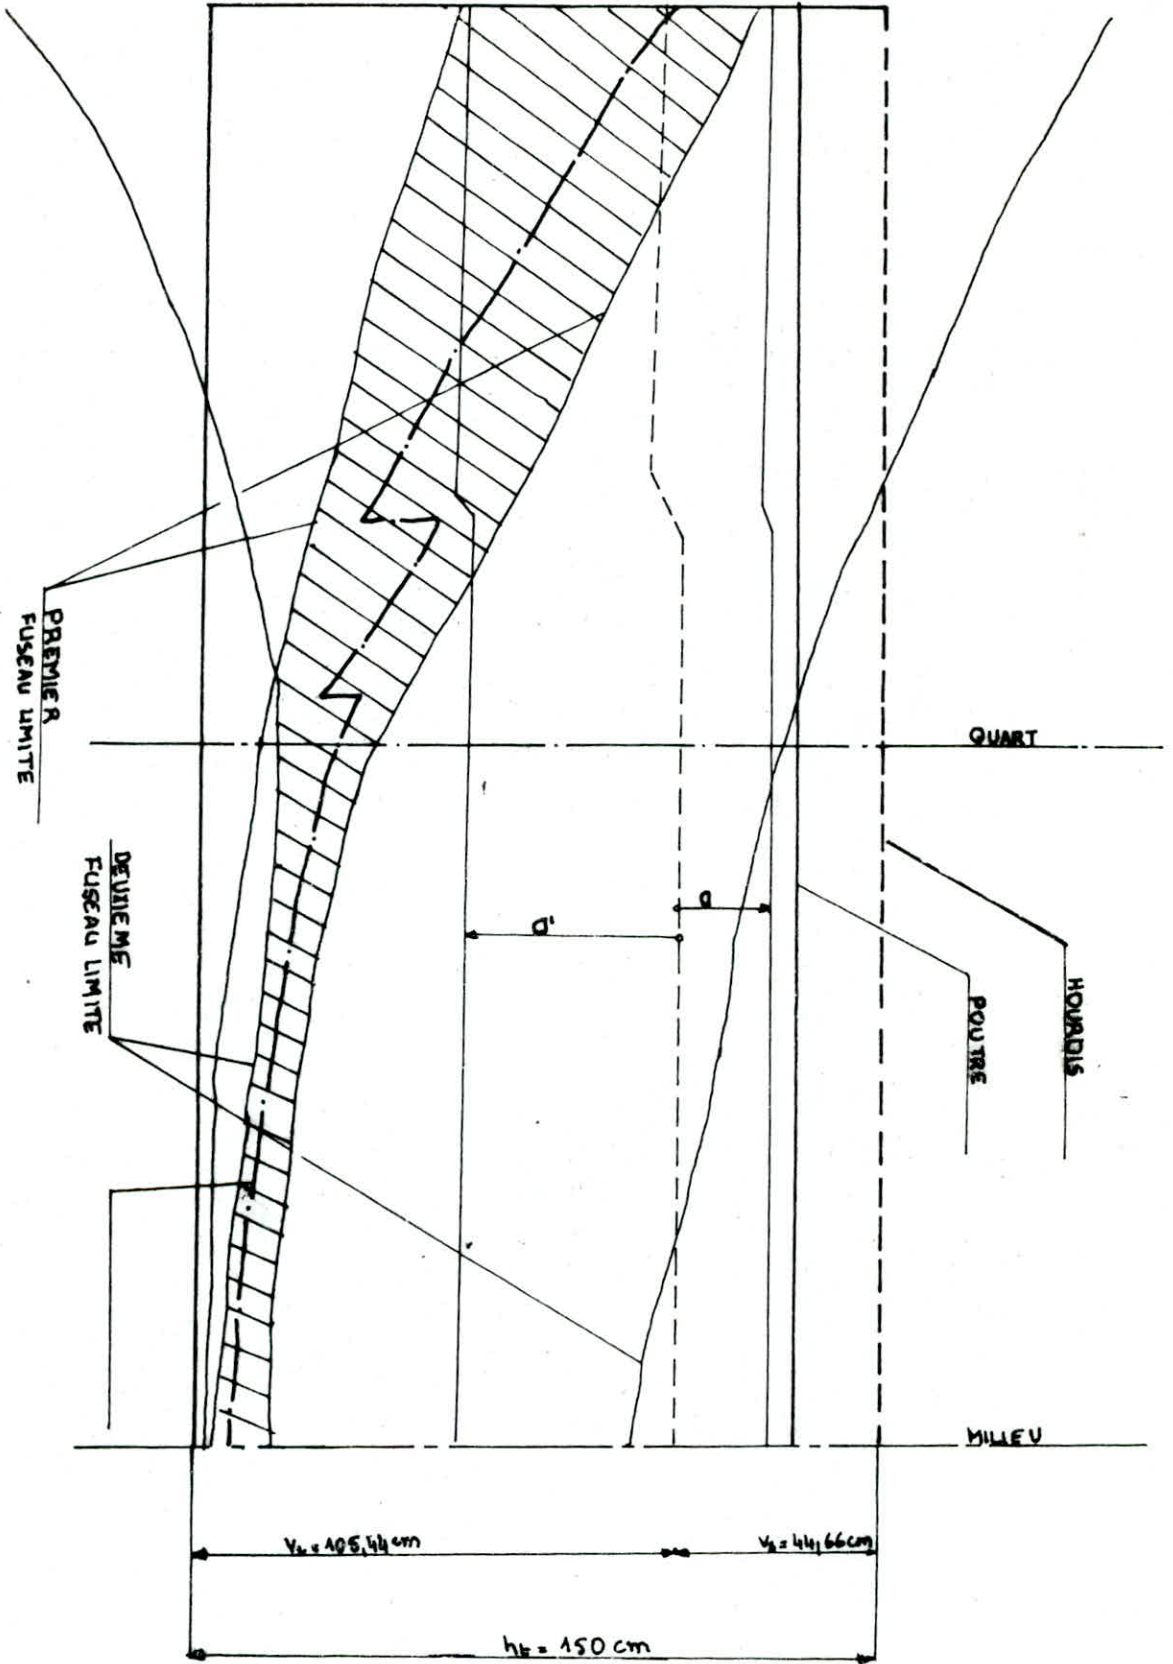 QUART
PREMIER
FUSEAU LIMITE
DEUXIEME
FUSEAU LIMITE
D
D'
HOURDIS
POUTRE
MILIEU
V₂ = 105,44 cm
V₁ = 44,66 cm
ht = 150 cm